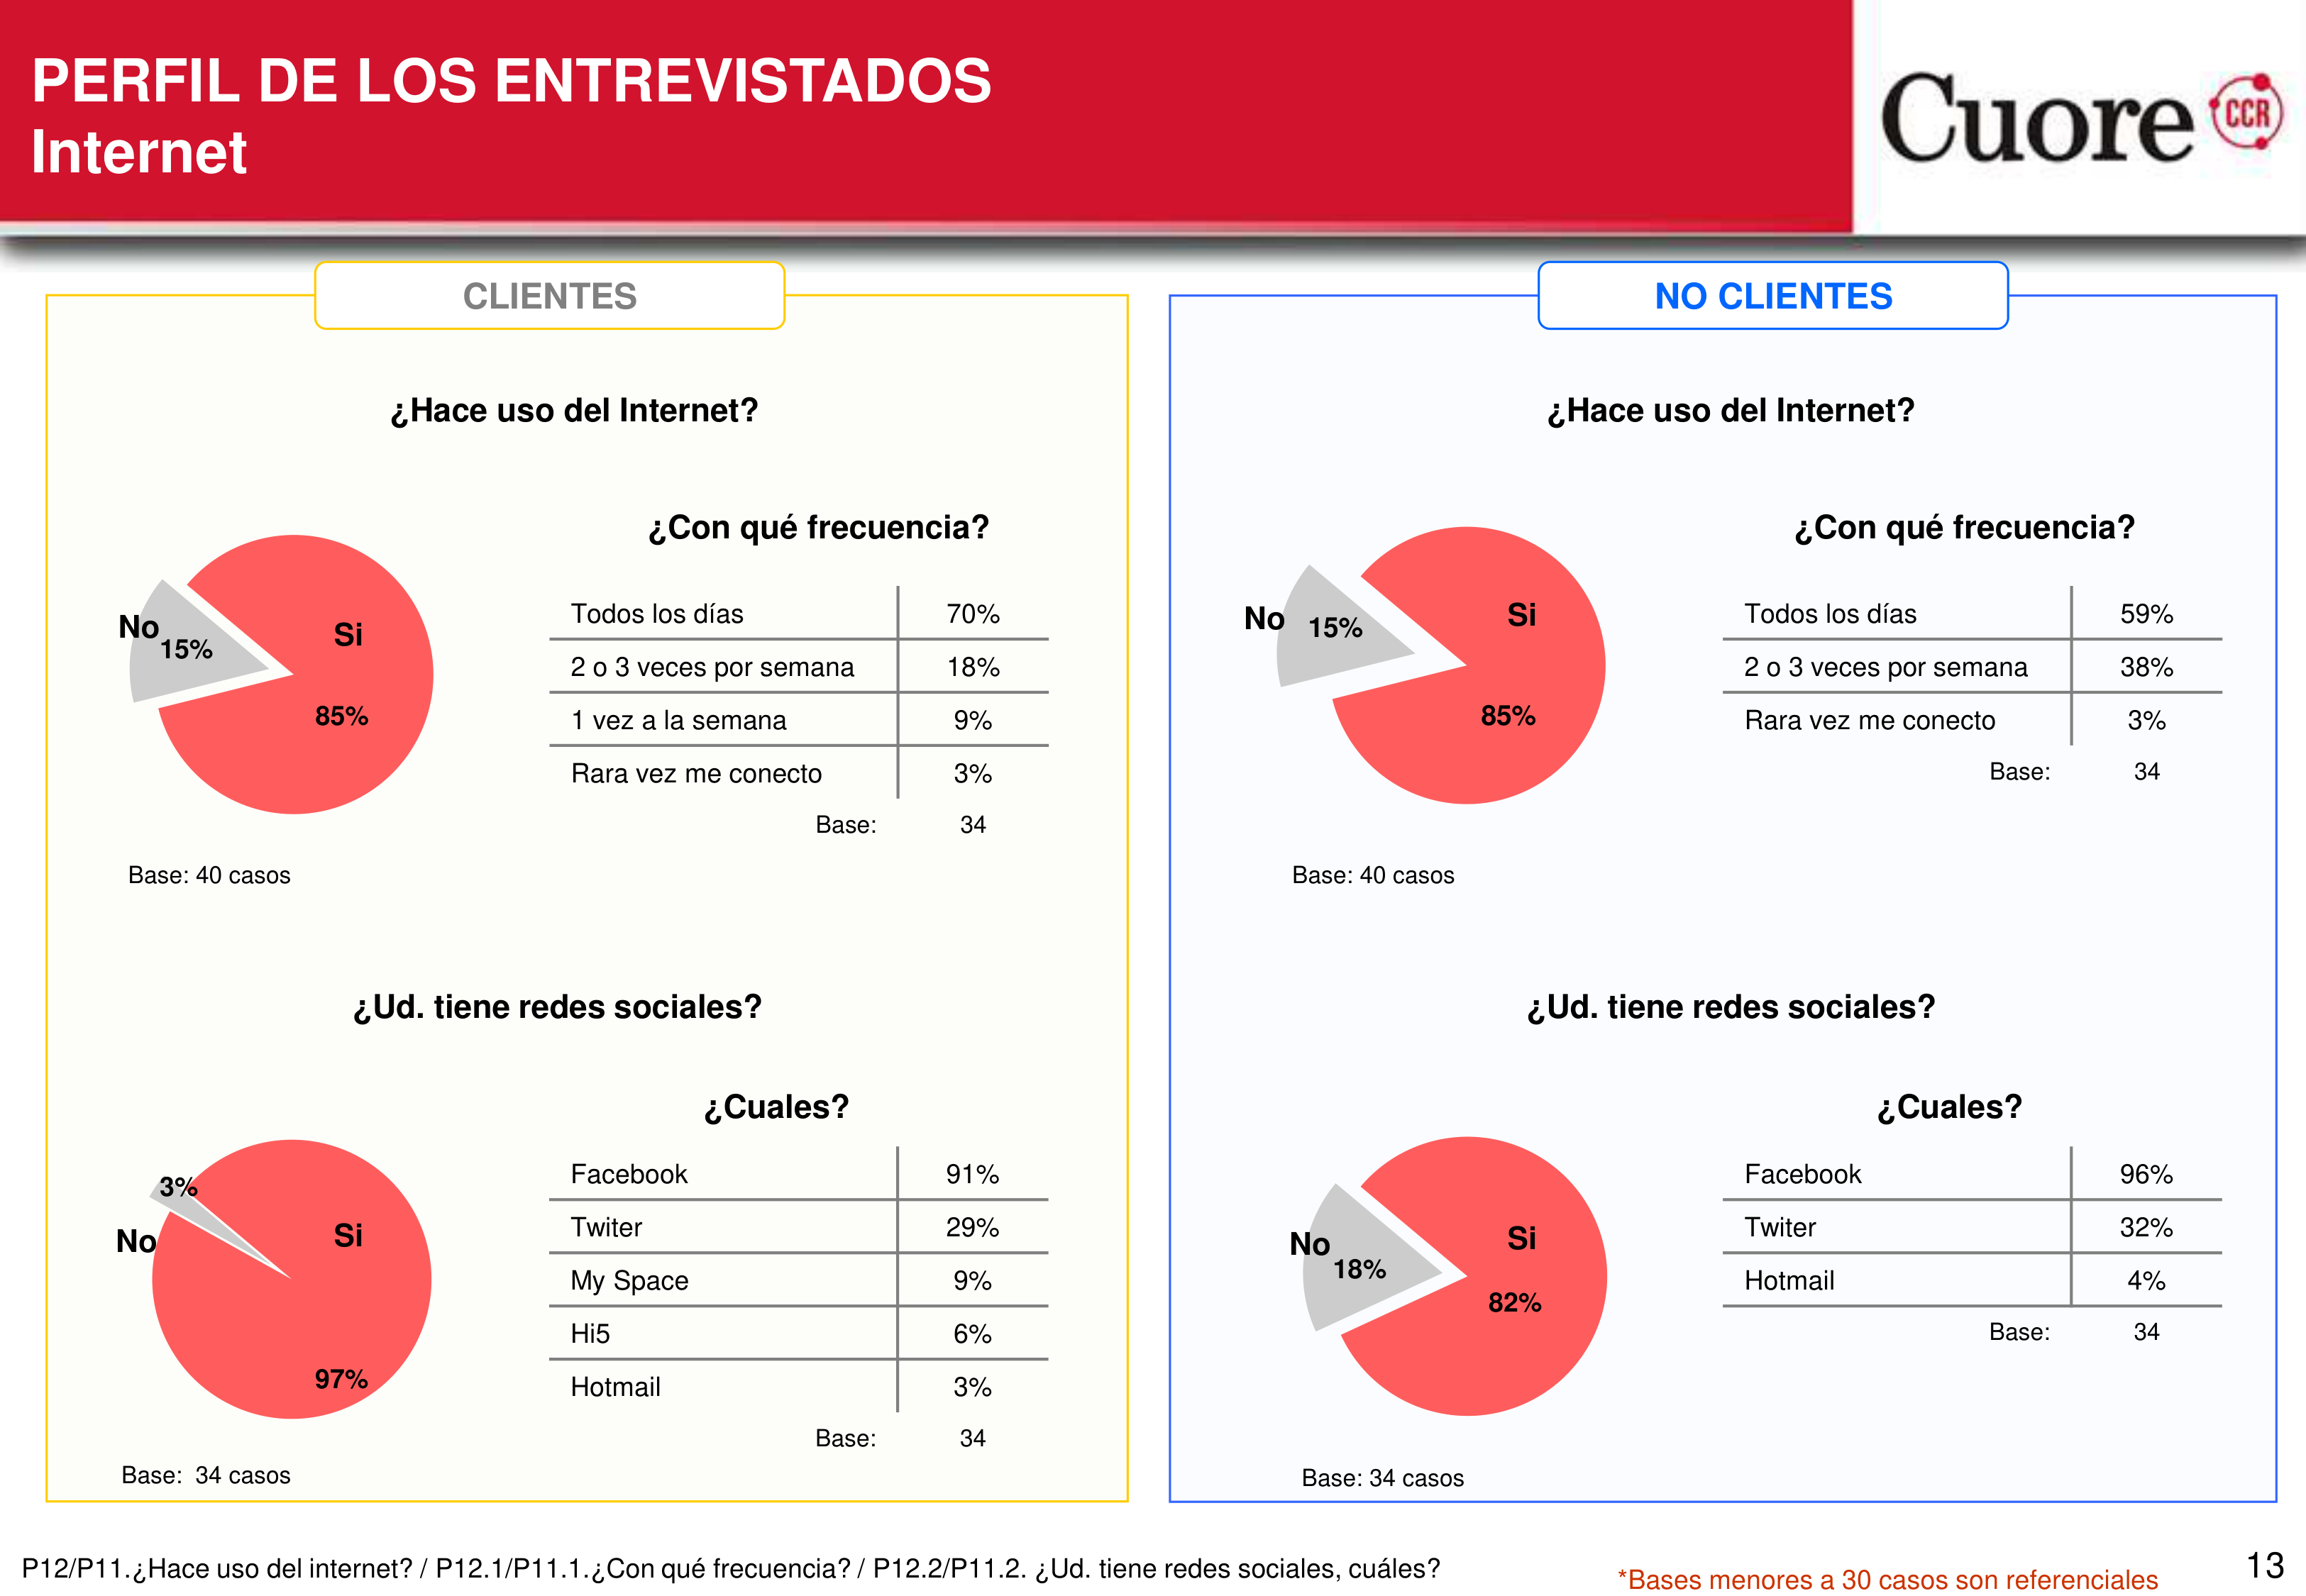 PERFIL DE LOS ENTREVISTADOS
Internet
Cuore CCR
CLIENTES
¿Hace uso del Internet?
No
15%
Si
85%
Base: 40 casos
¿Con qué frecuencia?
Todos los días 70%
2 o 3 veces por semana 18%
1 vez a la semana 9%
Rara vez me conecto 3%
Base: 34
¿Ud. tiene redes sociales?
3%
No
Si
97%
Base: 34 casos
¿Cuales?
Facebook 91%
Twiter 29%
My Space 9%
Hi5 6%
Hotmail 3%
Base: 34
NO CLIENTES
¿Hace uso del Internet?
No
15%
Si
85%
Base: 40 casos
¿Con qué frecuencia?
Todos los días 59%
2 o 3 veces por semana 38%
Rara vez me conecto 3%
Base: 34
¿Ud. tiene redes sociales?
No
18%
Si
82%
Base: 34 casos
¿Cuales?
Facebook 96%
Twiter 32%
Hotmail 4%
Base: 34
P12/P11.¿Hace uso del internet? / P12.1/P11.1.¿Con qué frecuencia? / P12.2/P11.2. ¿Ud. tiene redes sociales, cuáles?
*Bases menores a 30 casos son referenciales
13